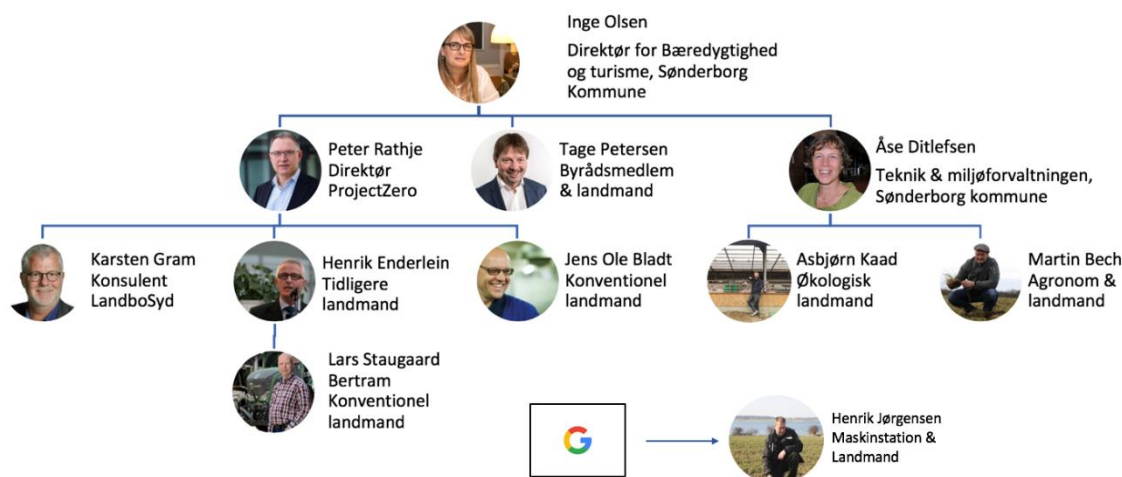 Inge Olsen
Direktør for Bæredygtighed
og turisme, Sønderborg
Kommune
Peter Rathje
Direktør
ProjectZero
Tage Petersen
Byrådsmedlem
& landmand
Åse Ditlefsen
Teknik & miljøforvaltningen,
Sønderborg kommune
Karsten Gram
Konsulent
LandboSyd
Henrik Enderlein
Tidligere
landmand
Jens Ole Bladt
Konventionel
landmand
Asbjørn Kaad
Økologisk
landmand
Martin Bech
Agronom &
landmand
Lars Staugaard
Bertram
Konventionel
landmand
G
Henrik Jørgensen
Maskinstation &
Landmand